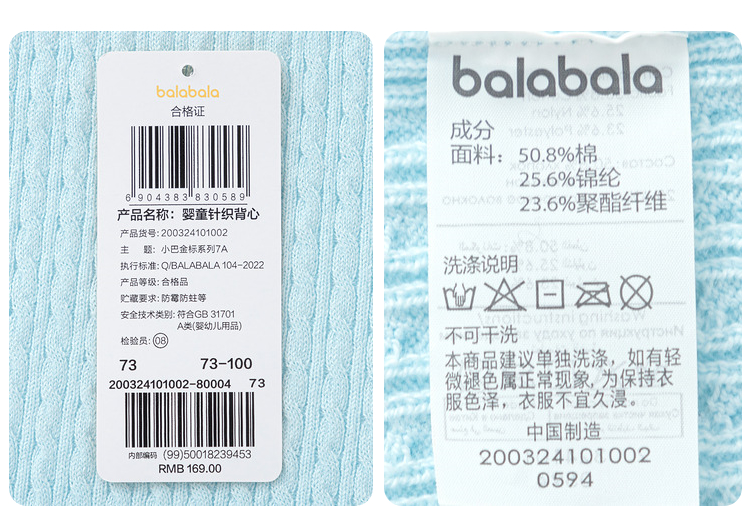 balabala
合格证
6 904383 830589
产品名称：婴童针织背心
产品货号：200324101002
主　题：小巴金标系列7A
执行标准：Q/BALABALA 104-2022
产品等级：合格品
贮藏要求：防霉防蛀等
安全技术类别：符合GB 31701
A类(婴幼儿用品)
检验员：08
73 73-100
200324101002-80004 73
内部编码 (99)50018239453
RMB 169.00
balabala
成分
面料：50.8%棉
25.6%锦纶
23.6%聚酯纤维
洗涤说明
不可干洗
本商品建议单独洗涤，如有轻
微褪色属正常现象，为保持衣
服色泽，衣服不宜久浸。
中国制造
200324101002
0594